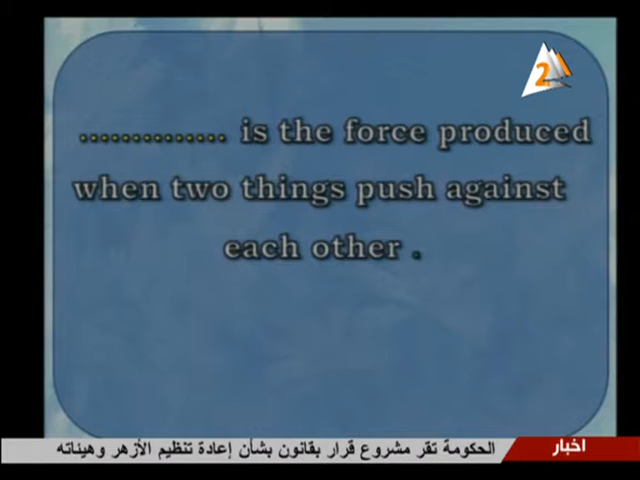 2
.............. is the force produced
when two things push against
each other .
اخبار
الحكومة تقر مشروع قرار بقانون بشأن إعادة تنظيم الأزهر وهيئاته